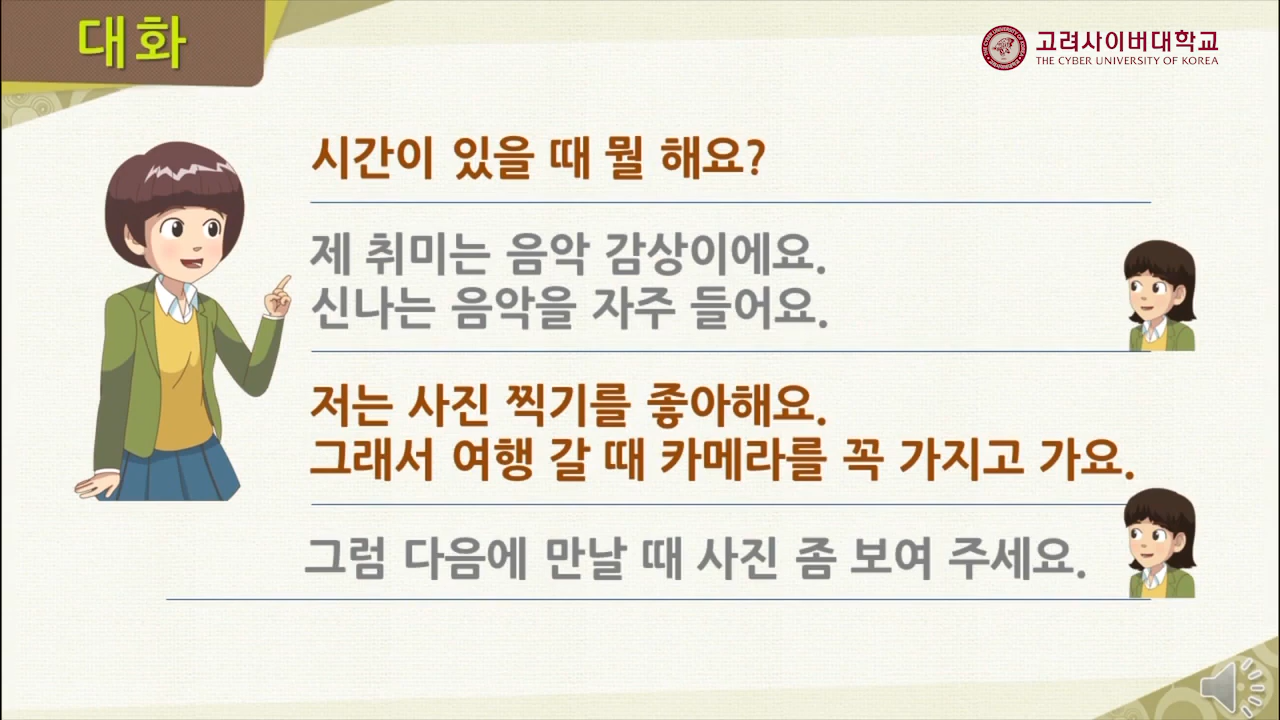 대화
고려사이버대학교
THE CYBER UNIVERSITY OF KOREA
시간이 있을 때 뭘 해요?
제 취미는 음악 감상이에요.
신나는 음악을 자주 들어요.
저는 사진 찍기를 좋아해요.
그래서 여행 갈 때 카메라를 꼭 가지고 가요.
그럼 다음에 만날 때 사진 좀 보여 주세요.